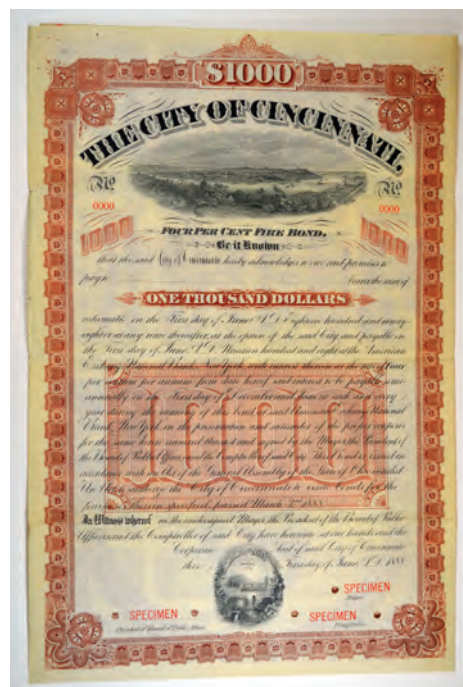 $1000
THE CITY OF CINCINNATI.
No No
0000 0000
1000 1000
FOUR PER CENT FIRE BOND.
Be it Known
that the said City of Cincinnati hereby acknowledges to owe and promises to
pay to bearer the sum of
ONE THOUSAND DOLLARS
redeemable on the First day of June A.D. Eighteen hundred and ninety
eight or at any time thereafter, at the option of the said City and payable on
the First day of June A.D. Nineteen hundred and eight at the American
Exchange National Bank New York with interest thereon at the rate of four
per centum per annum from date hereof said interest to be payable semi
annually on the First day of December and June in each and every
year during the running of this bond at said American Exchange National
Bank New York on the presentation and surrender of the proper coupons
for the same hereto annexed signed by the Mayor the President of
the Board of Public Affairs and the Comptroller of said City. This Bond is issued in
accordance with an Act of the General Assembly of the State of Ohio entitled
An Act to authorize the City of Cincinnati to issue bonds for the
purposes therein specified, passed March 2nd 1888
In Witness whereof we the undersigned Mayor, the President of the Board of Public
Affairs and the Comptroller of said City have hereunto set our hands and the
Corporate Seal of said City of Cincinnati
this First day of June A.D. 1888
SPECIMEN
Mayor
SPECIMEN SPECIMEN
President of Board of Public Affairs Comptroller